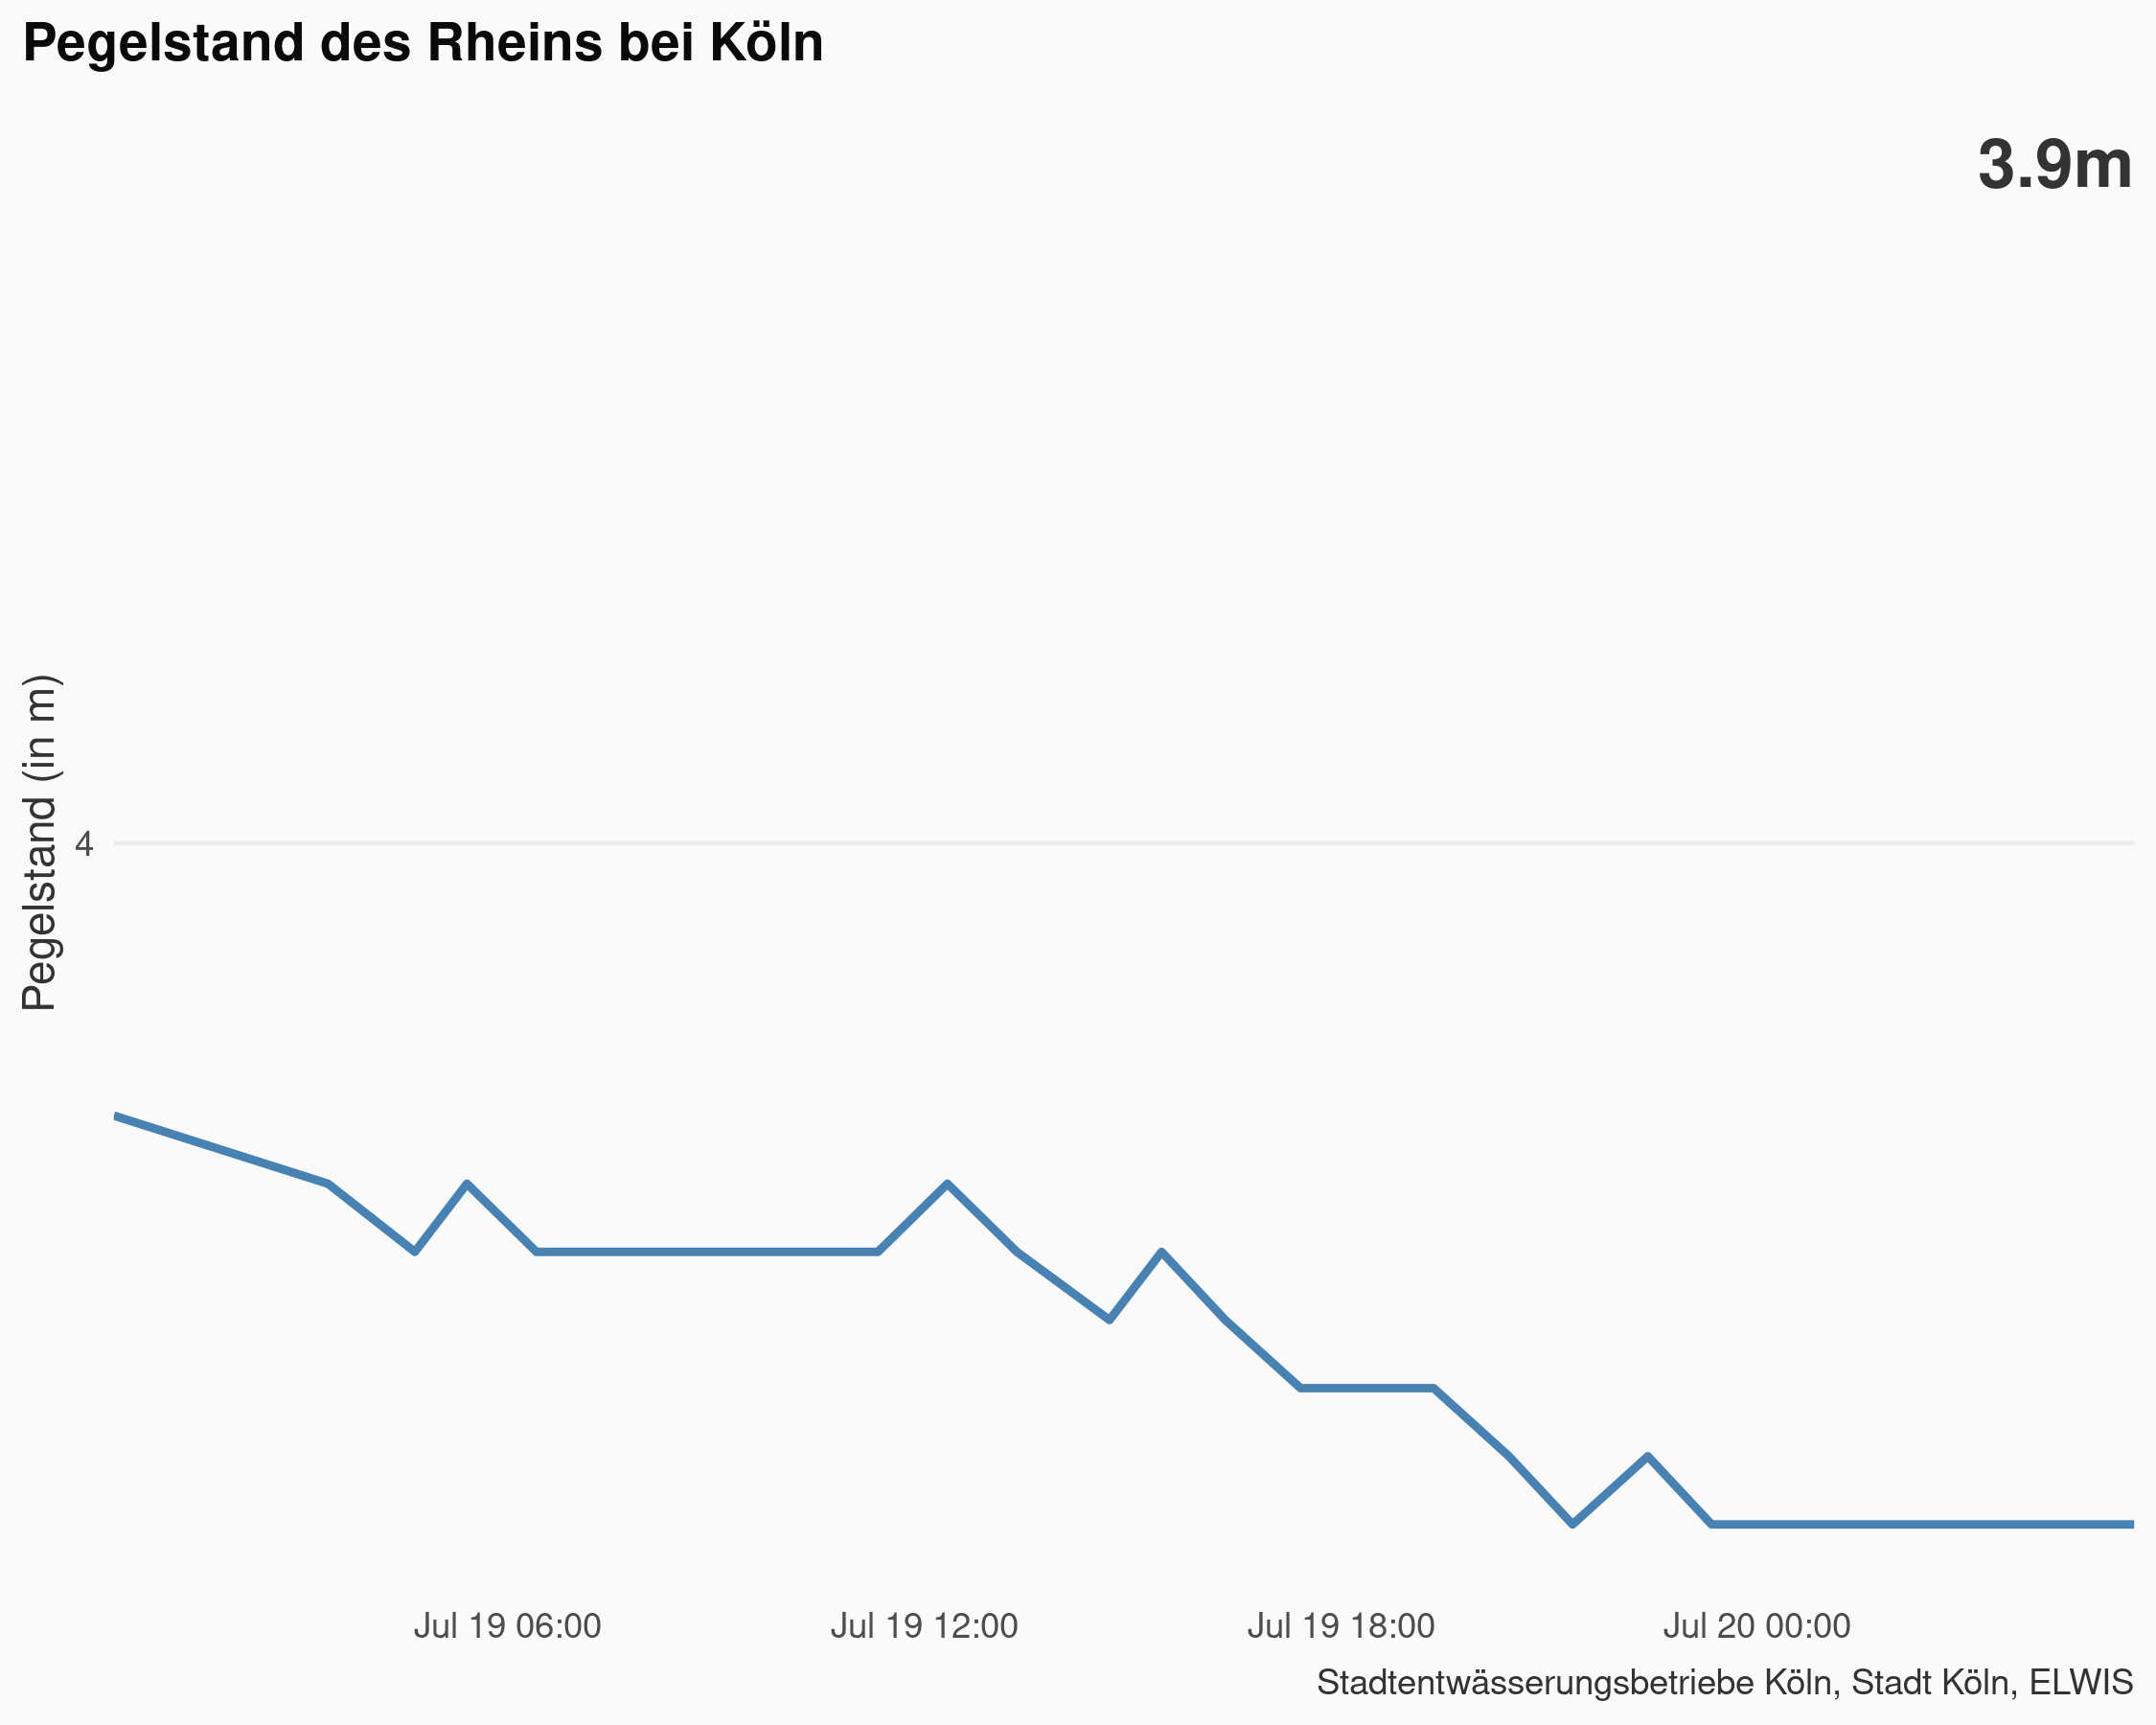 Pegelstand des Rheins bei Köln
3.9m
Pegelstand (in m)
4
Jul 19 06:00
Jul 19 12:00
Jul 19 18:00
Jul 20 00:00
Stadtentwässerungsbetriebe Köln, Stadt Köln, ELWIS